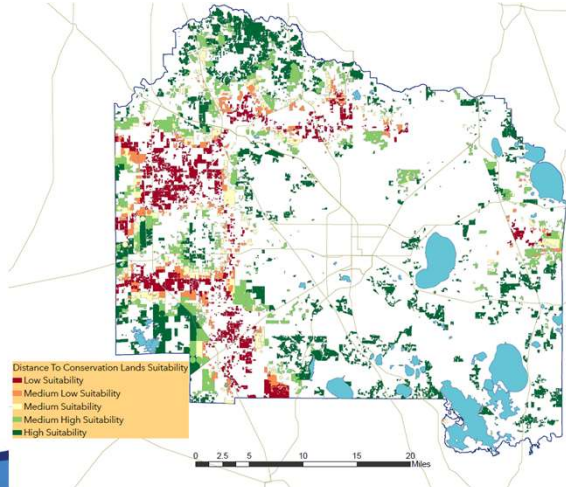 Distance To Conservation Lands Suitability
Low Suitability
Medium Low Suitability
Medium Suitability
Medium High Suitability
High Suitability
0 2.5 5 10 15 20
Miles